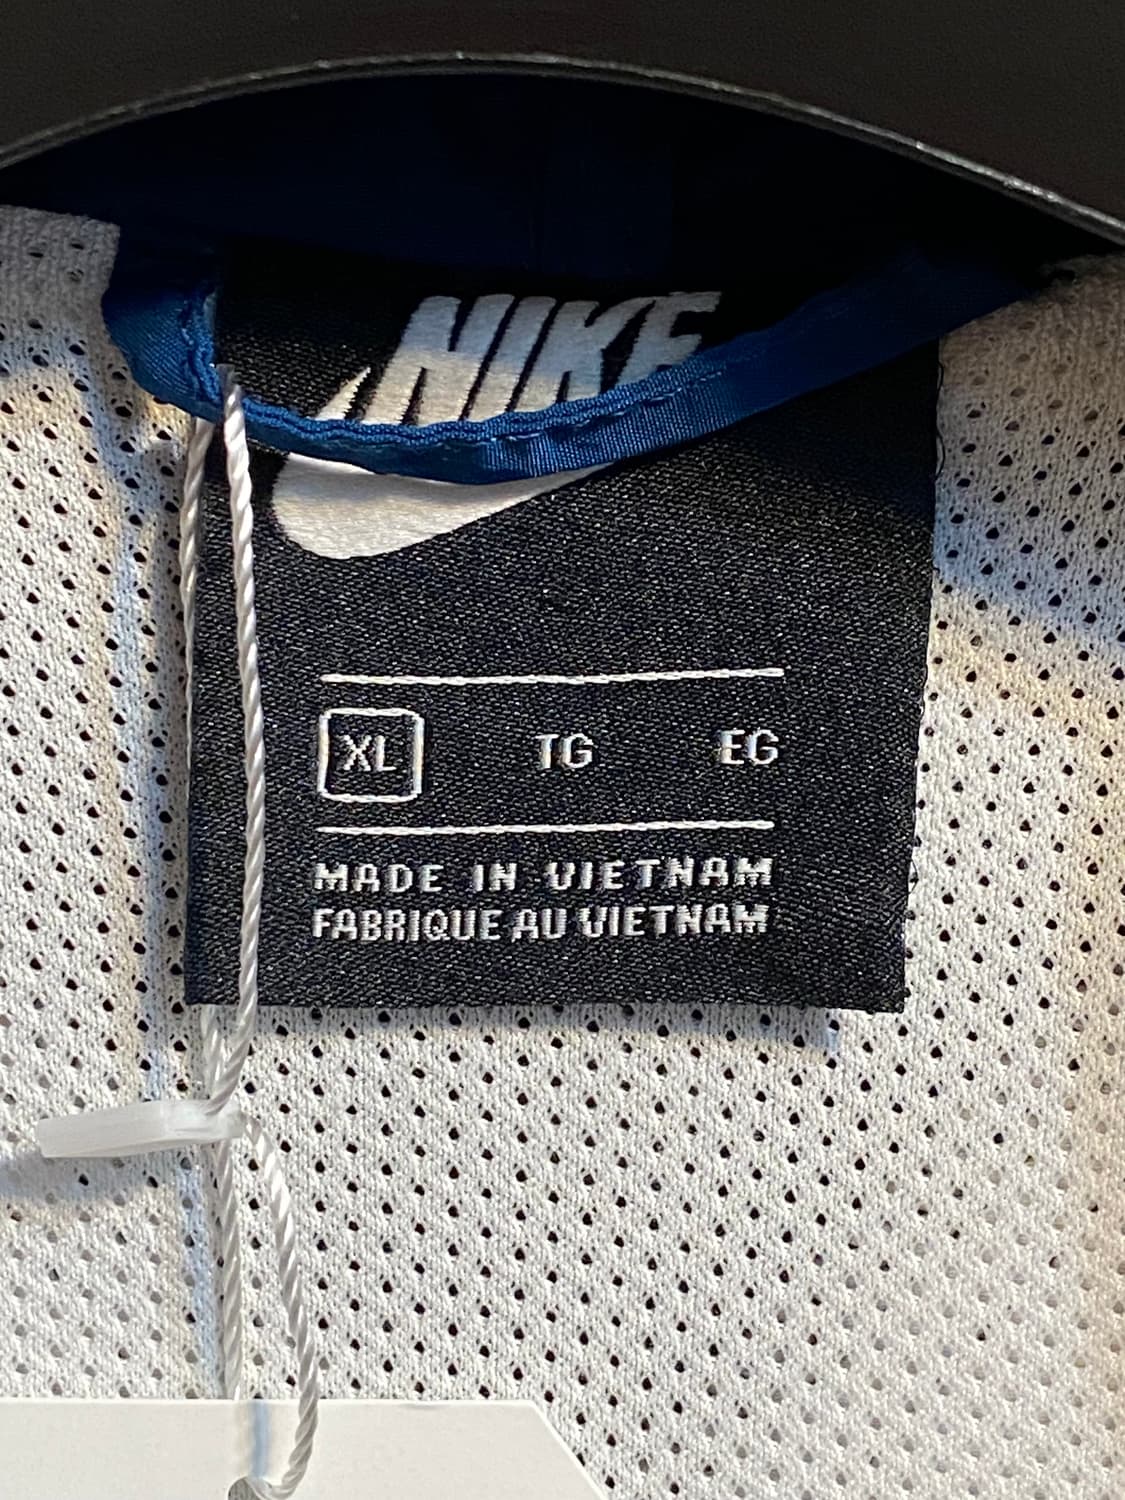 NIKE
XL TG EG
MADE IN VIETNAM
FABRIQUE AU VIETNAM